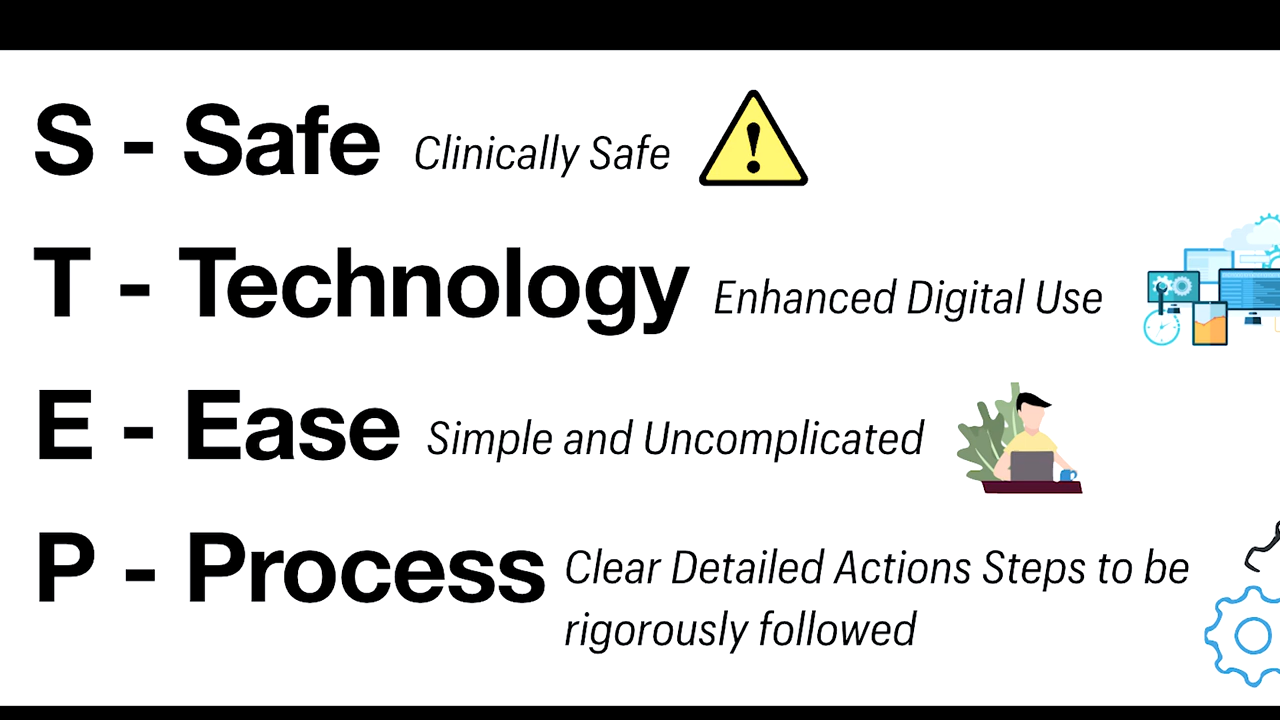 S - Safe Clinically Safe
T - Technology Enhanced Digital Use
E - Ease Simple and Uncomplicated
P - Process Clear Detailed Actions Steps to be
rigorously followed